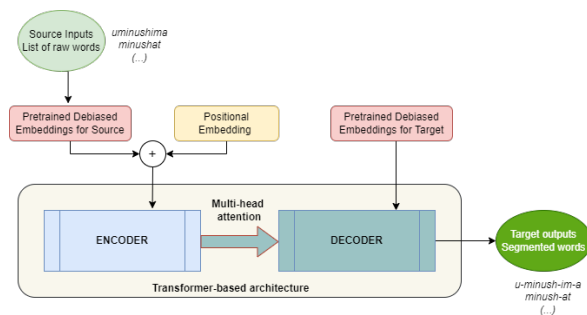 Source Inputs
List of raw words
uminushima
minushat
(...)
Pretrained Debiased
Embeddings for Source
Positional
Embedding
Pretrained Debiased
Embeddings for Target
+
Multi-head
attention
ENCODER
DECODER
Transformer-based architecture
Target outputs
Segmented words
u-minush-im-a
minush-at
(...)